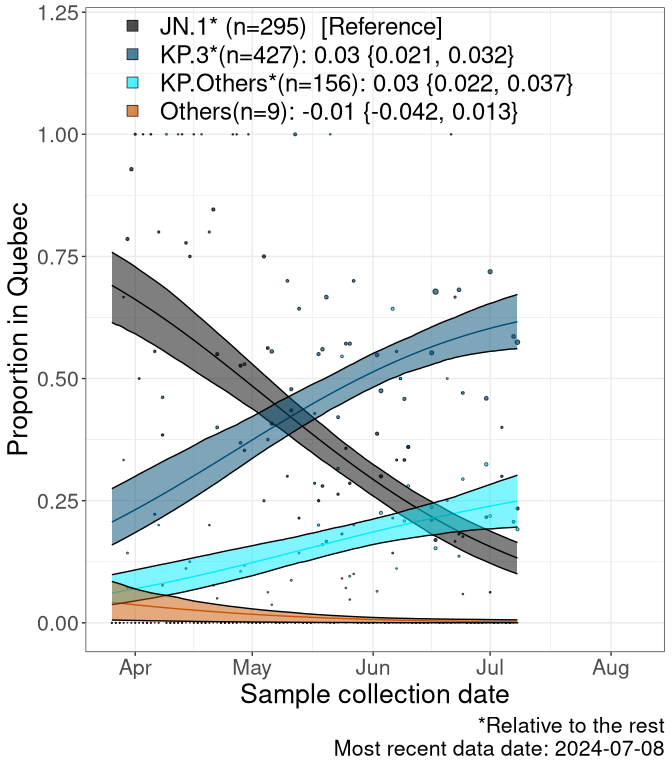 1.25
JN.1* (n=295) [Reference]
KP.3*(n=427): 0.03 {0.021, 0.032}
KP.Others*(n=156): 0.03 {0.022, 0.037}
Others(n=9): -0.01 {-0.042, 0.013}
1.00
0.75
0.50
0.25
0.00
Proportion in Quebec
Apr May Jun Jul Aug
Sample collection date
*Relative to the rest
Most recent data date: 2024-07-08